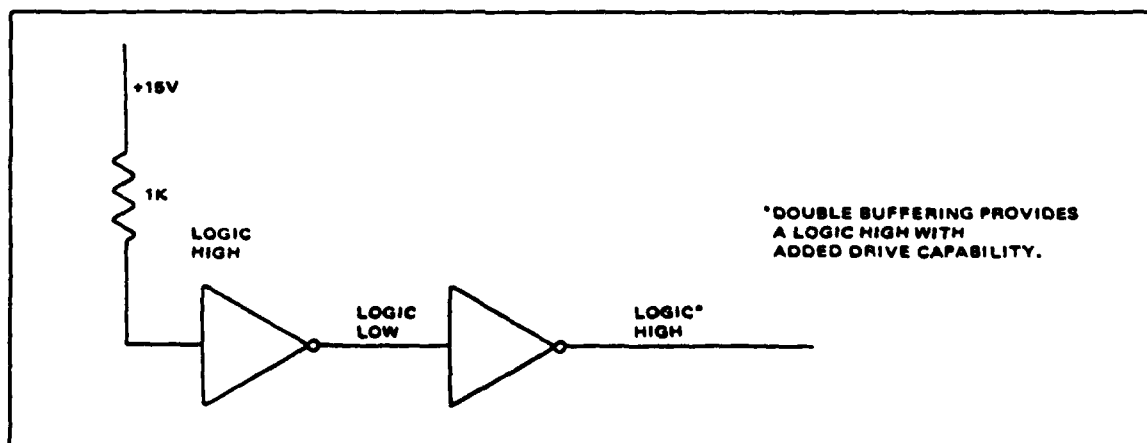 +15V
1K
LOGIC
HIGH
LOGIC
LOW
LOGIC*
HIGH
*DOUBLE BUFFERING PROVIDES
A LOGIC HIGH WITH
ADDED DRIVE CAPABILITY.